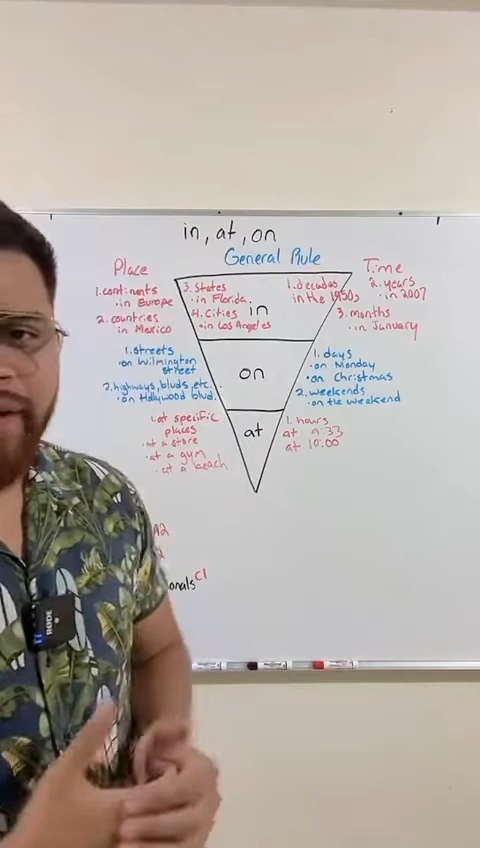 in, at, on
General Rule
Place
1. continents
• in Europe
2. countries
in Mexico
3. States
• in Florida
4. Cities
• in Los Angeles
in
1. decades
in the 1950s
Time
2. years
• in 2007
3. months
• in January
1. streets
• on Wilmington
street
2. highways, blvds, etc.
• on Hollywood blvd.
on
1. days
• on Monday
• on Christmas
2. weekends
• on the weekend
1. at specific
places
• at a store
• at a gym
• at a beach
at
1. hours
at 9:33
at 10:00
A2
2
onals C1
RODE